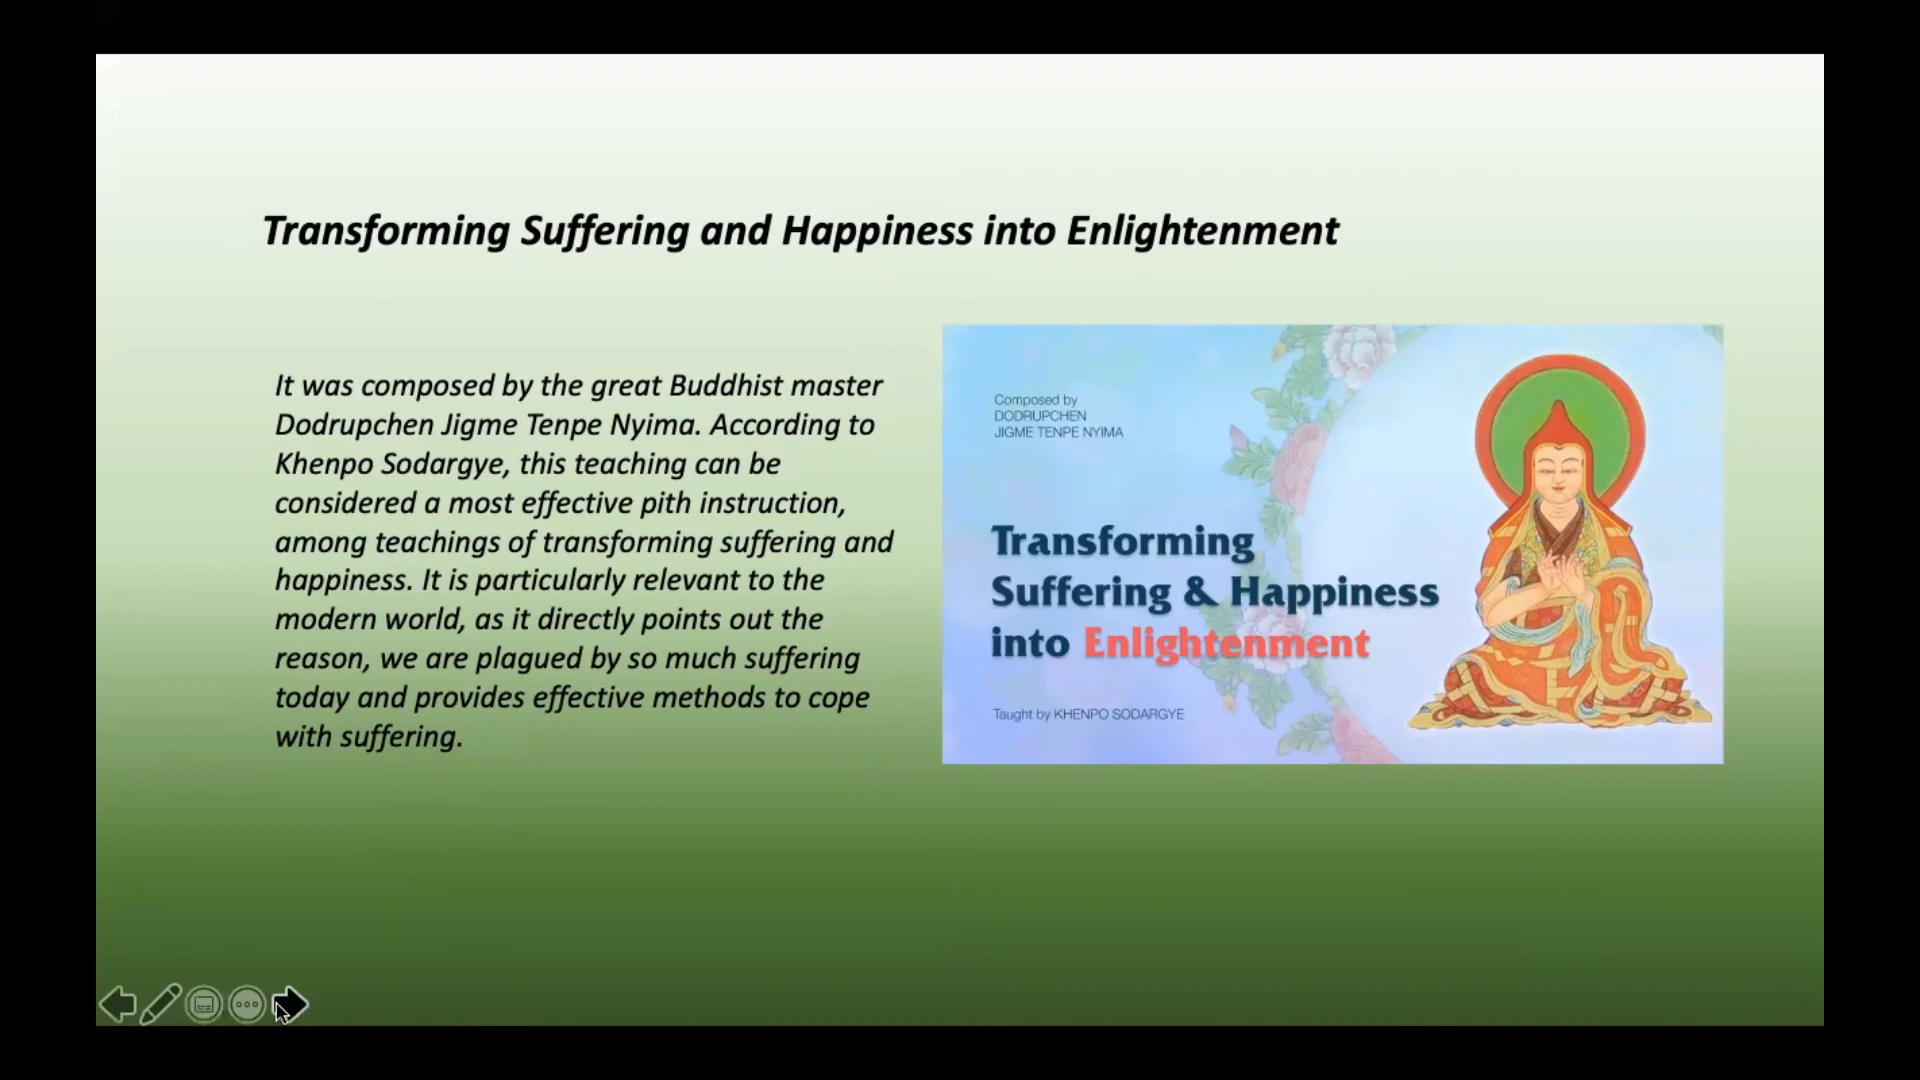 Transforming Suffering and Happiness into Enlightenment
It was composed by the great Buddhist master
Dodrupchen Jigme Tenpe Nyima. According to
Khenpo Sodargye, this teaching can be
considered a most effective pith instruction,
among teachings of transforming suffering and
happiness. It is particularly relevant to the
modern world, as it directly points out the
reason, we are plagued by so much suffering
today and provides effective methods to cope
with suffering.
Composed by
DODRUPCHEN
JIGME TENPE NYIMA
Transforming
Suffering & Happiness
into Enlightenment
Taught by KHENPO SODARGYE